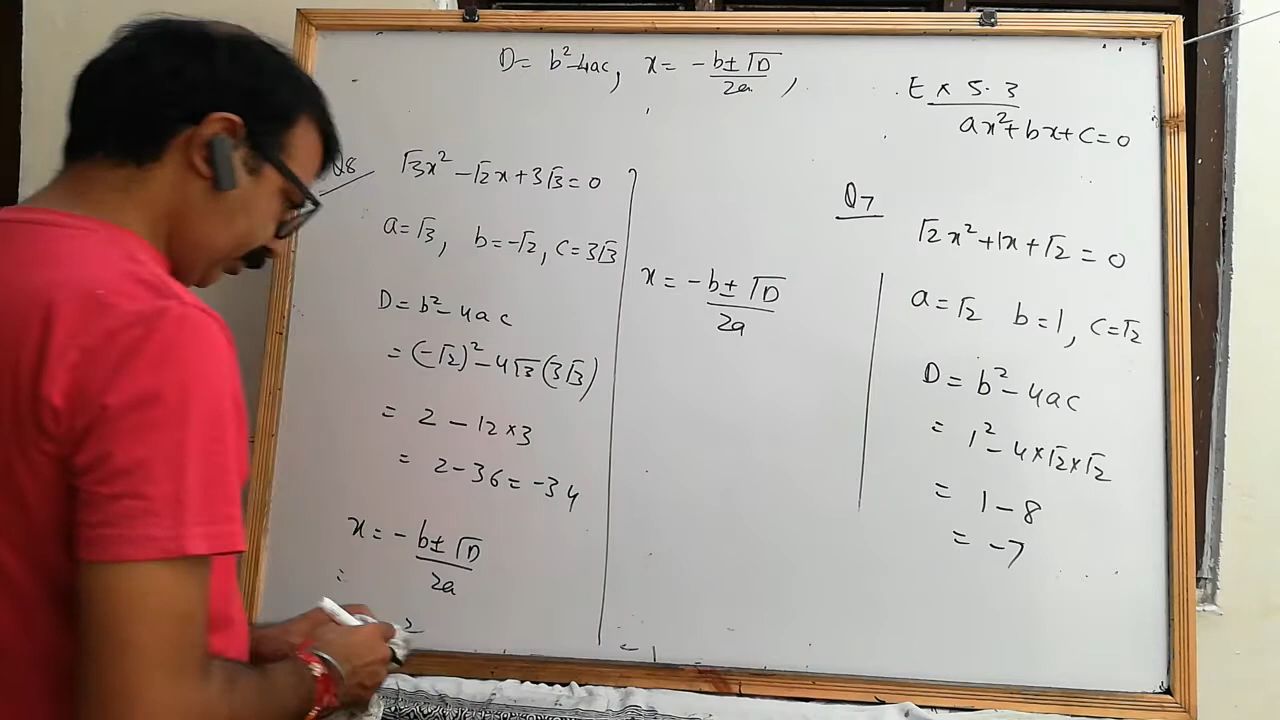 D = b²-4ac, x = -b±√D/2a,
Ex 5.3
ax²+bx+c=0
Q8 √3x²-√2x+3√3=0
a=√3, b=-√2, c=3√3
D = b²-4ac
= (-√2)²-4√3(3√3)
= 2-12×3
= 2-36=-34
x = -b±√D/2a
=
x = -b±√D/2a
Q7
√2x²+1x+√2=0
a=√2 b=1, c=√2
D = b²-4ac
= 1²-4×√2×√2
= 1-8
= -7